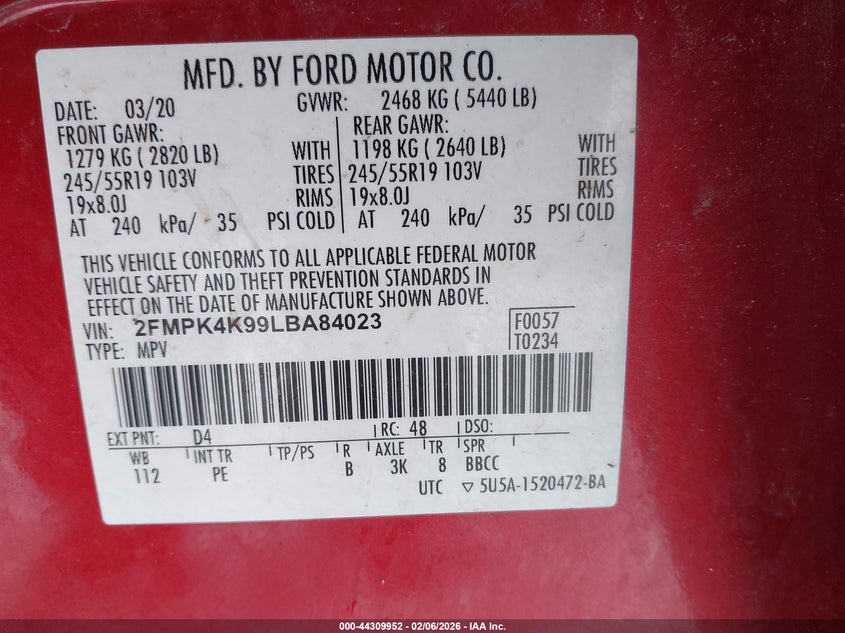 MFD. BY FORD MOTOR CO.
DATE: 03/20 GVWR: 2468 KG ( 5440 LB)
FRONT GAWR: REAR GAWR:
1279 KG ( 2820 LB) WITH 1198 KG ( 2640 LB) WITH
245/55R19 103V TIRES 245/55R19 103V TIRES
19x8.0J RIMS 19x8.0J RIMS
AT 240 kPa/ 35 PSI COLD AT 240 kPa/ 35 PSI COLD
THIS VEHICLE CONFORMS TO ALL APPLICABLE FEDERAL MOTOR
VEHICLE SAFETY AND THEFT PREVENTION STANDARDS IN
EFFECT ON THE DATE OF MANUFACTURE SHOWN ABOVE.
VIN: 2FMPK4K99LBA84023 F0057
TYPE: MPV T0234
EXT PNT: D4 RC: 48 DSO:
WB INT TR TP/PS R AXLE TR SPR
112 PE B 3K 8 BBCC
UTC ▽ 5U5A-1520472-BA
000-44309952 - 02/06/2026 - IAA Inc.